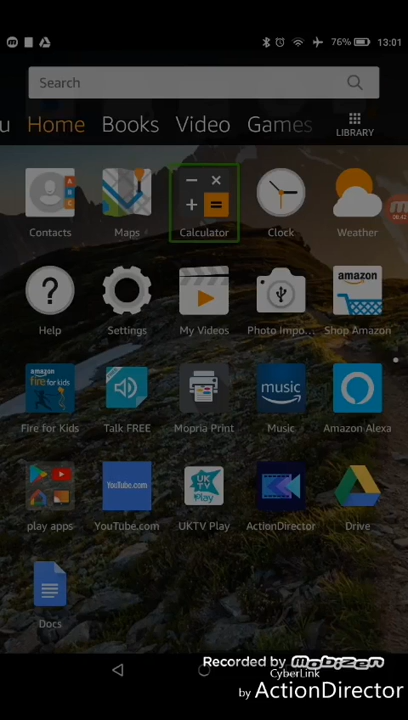 76% 13:01
Search
u Home Books Video Games LIBRARY
A
B
C
Contacts Maps Calculator Clock Weather
06:42
amazon
Help Settings My Videos Photo Impo... Shop Amazon
amazon
fire for kids
music
Fire for Kids Talk FREE Mopria Print Music Amazon Alexa
YouTube.com
UK
TV
Play
play apps YouTube.com UKTV Play ActionDirector Drive
Docs
Recorded by MOBIZEN
CyberLink
by ActionDirector